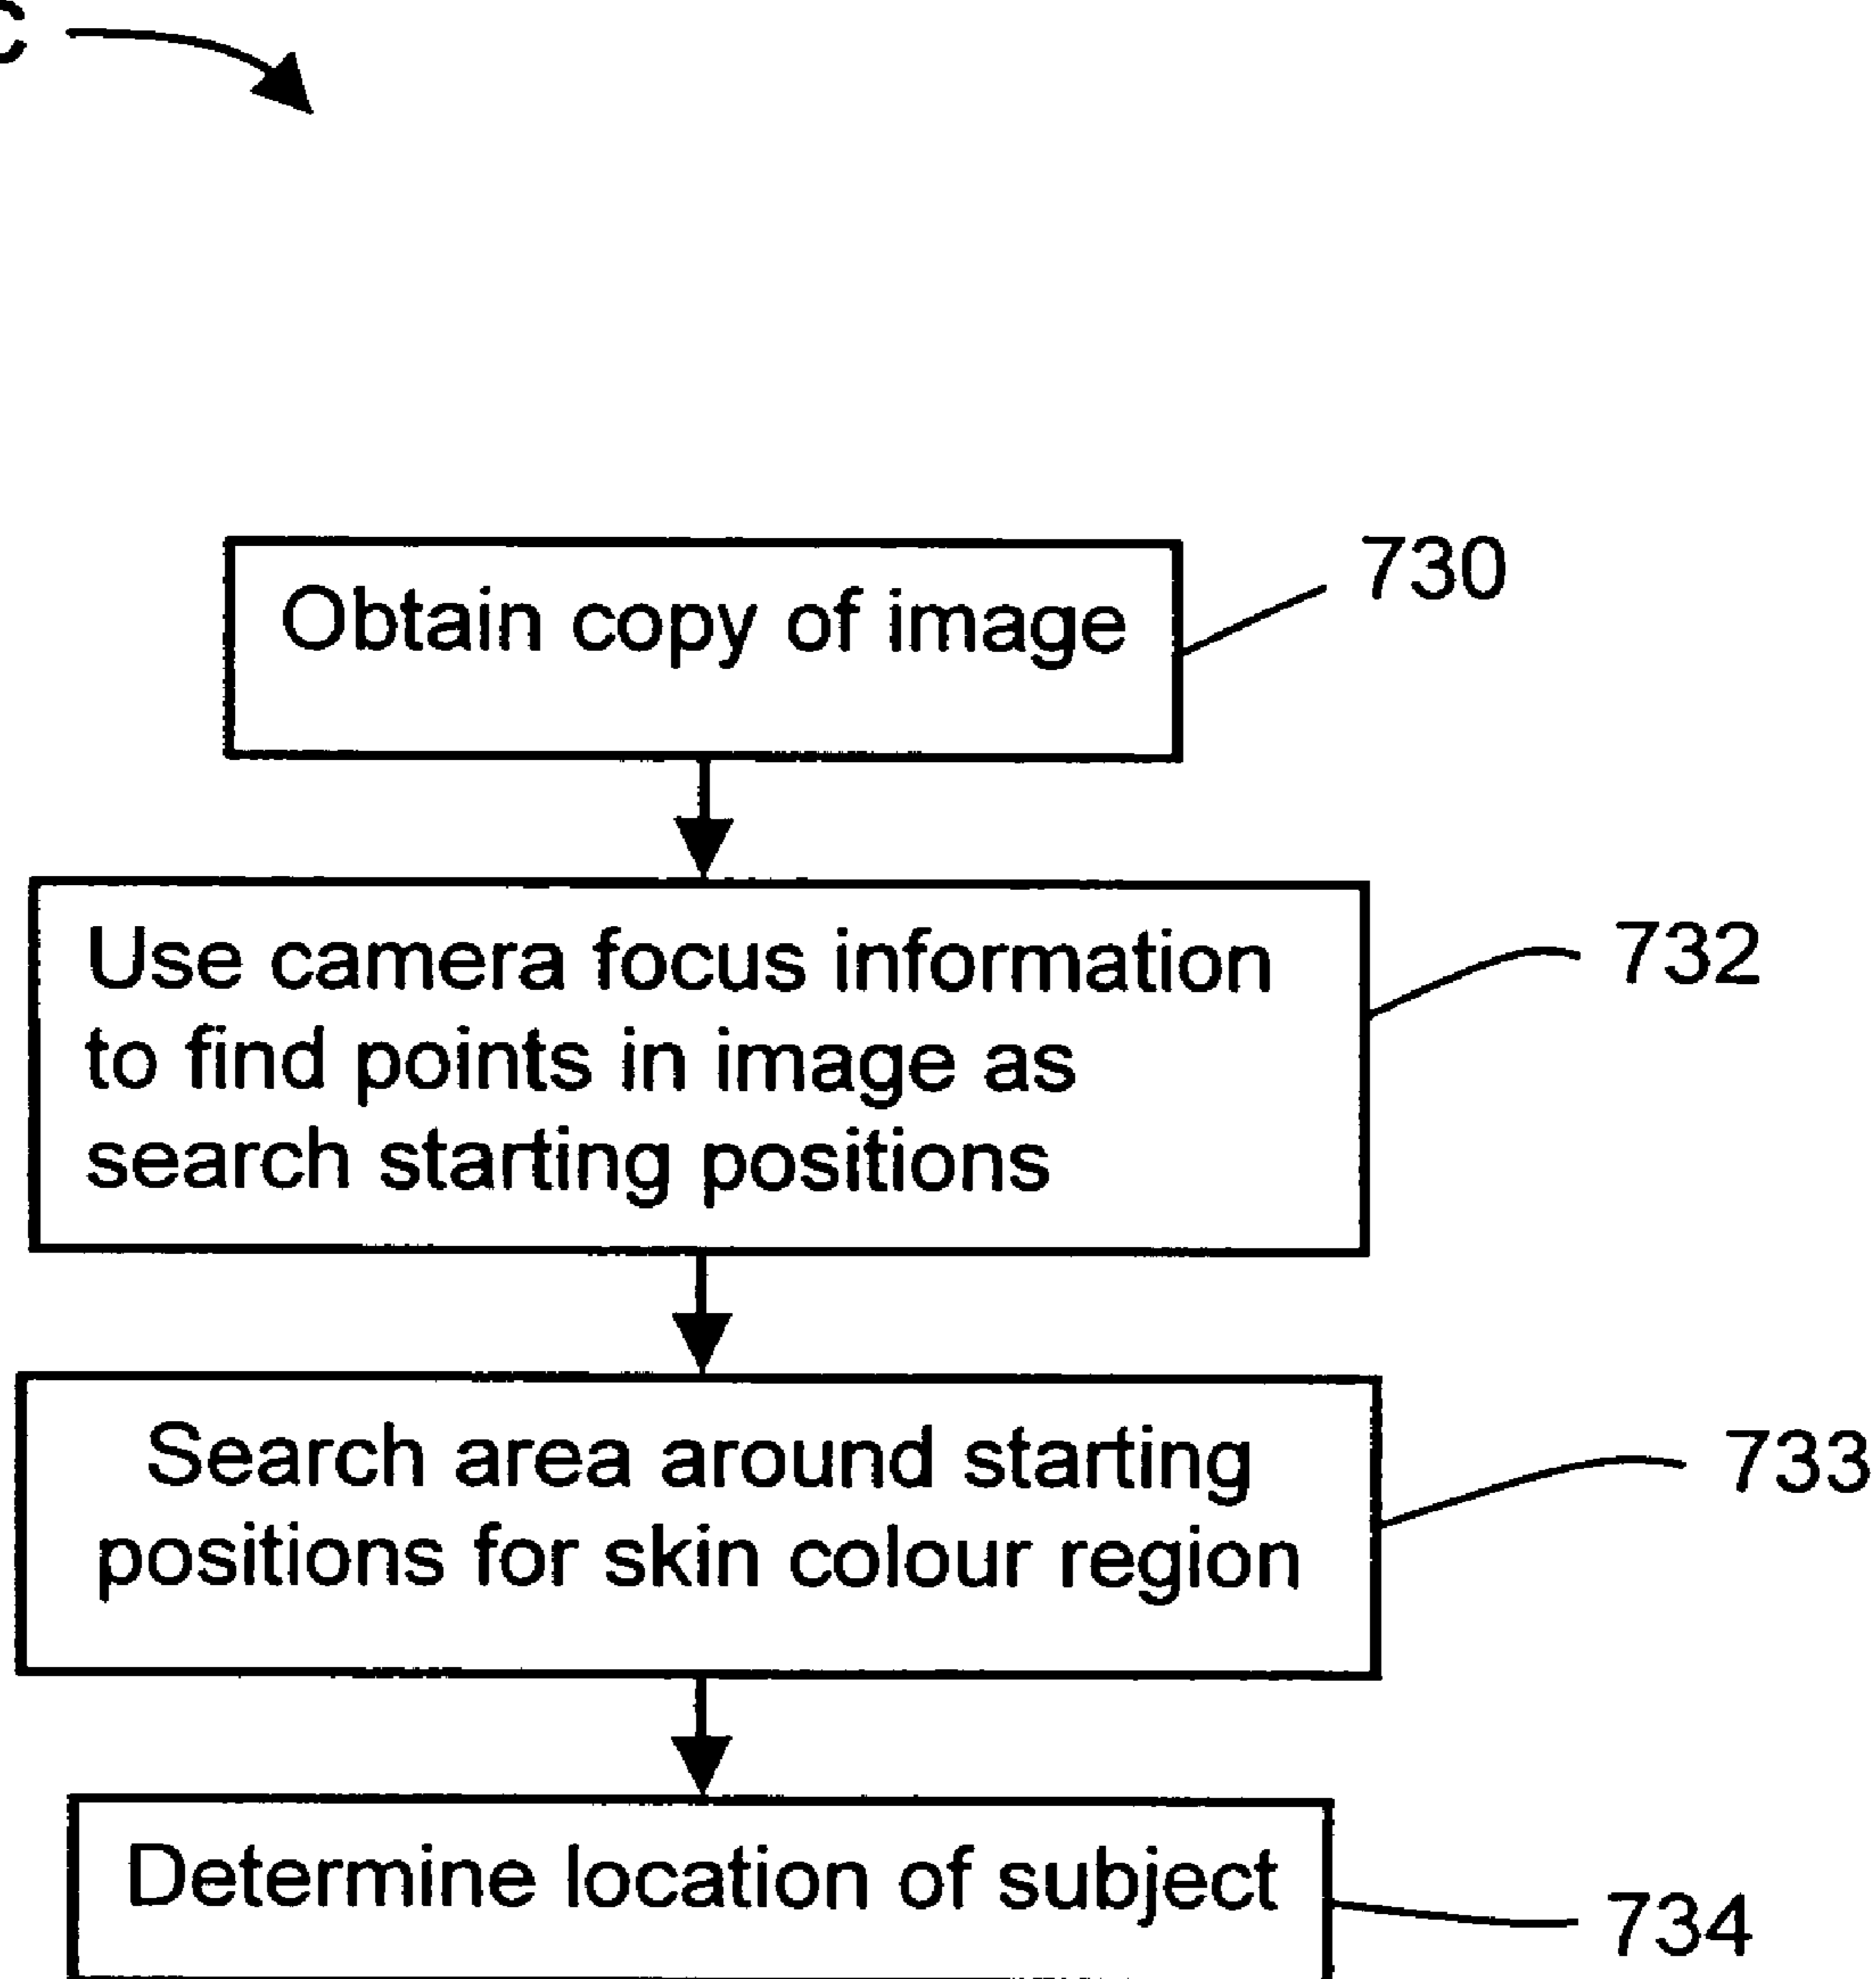 C
Obtain copy of image
730
Use camera focus information
to find points in image as
search starting positions
732
Search area around starting
positions for skin colour region
733
Determine location of subject
734